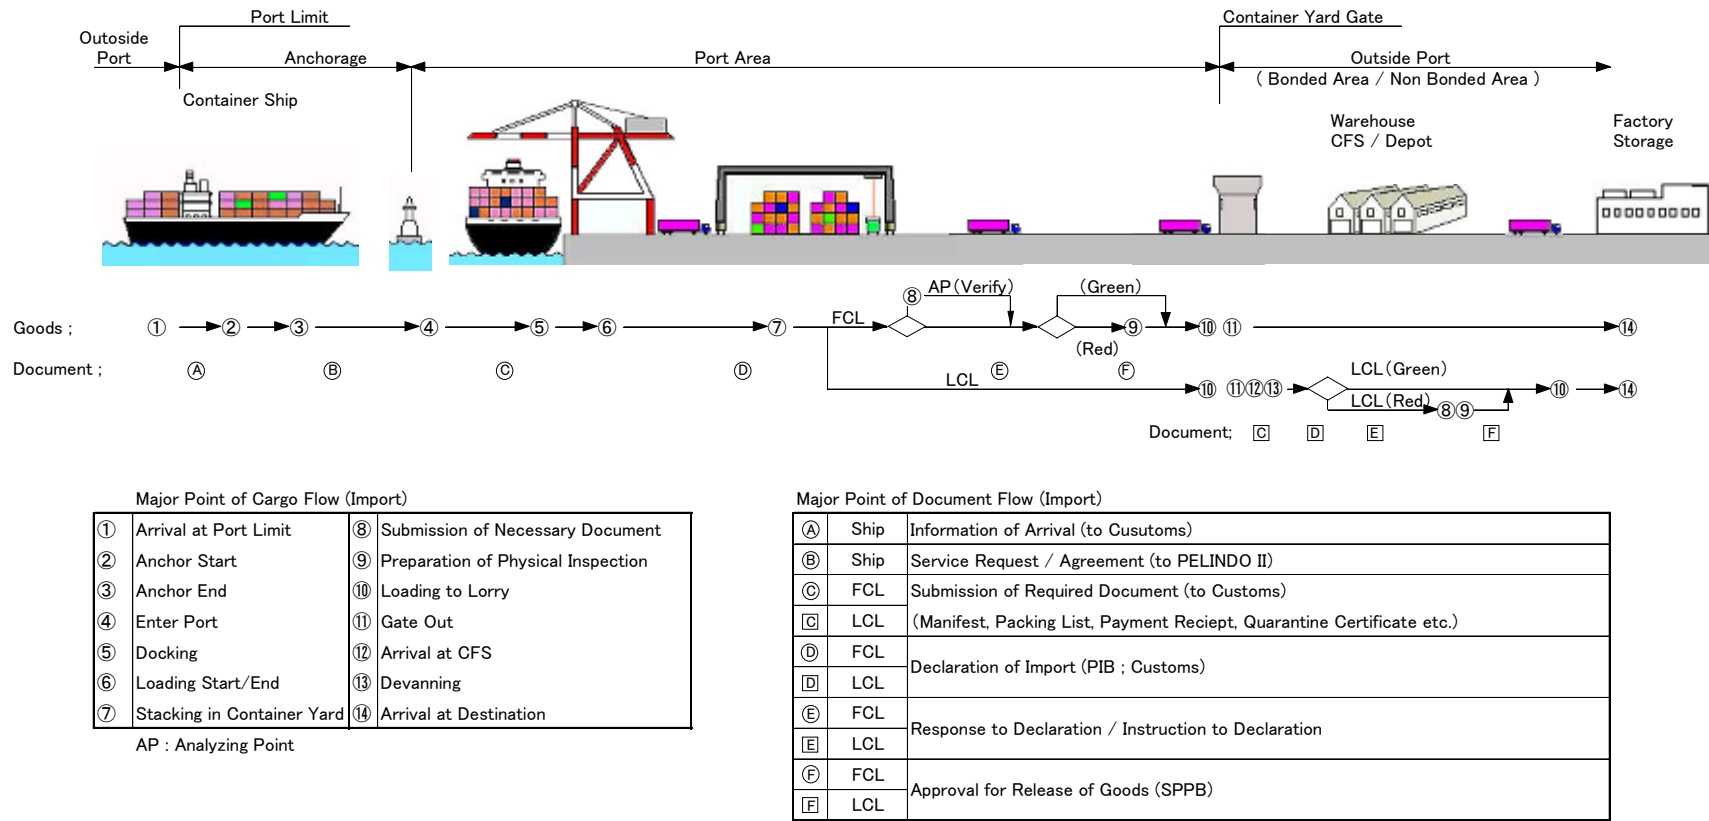 Port Limit
Container Yard Gate
Outoside
Port
Anchorage
Port Area
Outside Port
( Bonded Area / Non Bonded Area )
Container Ship
Warehouse
CFS / Depot
Factory
Storage
⑧ AP(Verify) (Green)
Goods ; ① ② ③ ④ ⑤ ⑥ ⑦ FCL ⑨ ⑩ ⑪ ⑭
(Red)
Document ; Ⓐ Ⓑ Ⓒ Ⓓ Ⓔ Ⓕ
LCL ⑩ ⑪⑫⑬ LCL(Green) ⑩ ⑭
LCL(Red) ⑧⑨
Document; C D E F
Major Point of Cargo Flow (Import)
① Arrival at Port Limit ⑧ Submission of Necessary Document
② Anchor Start ⑨ Preparation of Physical Inspection
③ Anchor End ⑩ Loading to Lorry
④ Enter Port ⑪ Gate Out
⑤ Docking ⑫ Arrival at CFS
⑥ Loading Start/End ⑬ Devanning
⑦ Stacking in Container Yard ⑭ Arrival at Destination
AP : Analyzing Point
Major Point of Document Flow (Import)
Ⓐ Ship Information of Arrival (to Cusutoms)
Ⓑ Ship Service Request / Agreement (to PELINDO II)
Ⓒ FCL Submission of Required Document (to Customs)
C LCL (Manifest, Packing List, Payment Reciept, Quarantine Certificate etc.)
Ⓓ FCL
Declaration of Import (PIB ; Customs)
D LCL
Ⓔ FCL
Response to Declaration / Instruction to Declaration
E LCL
Ⓕ FCL
Approval for Release of Goods (SPPB)
F LCL